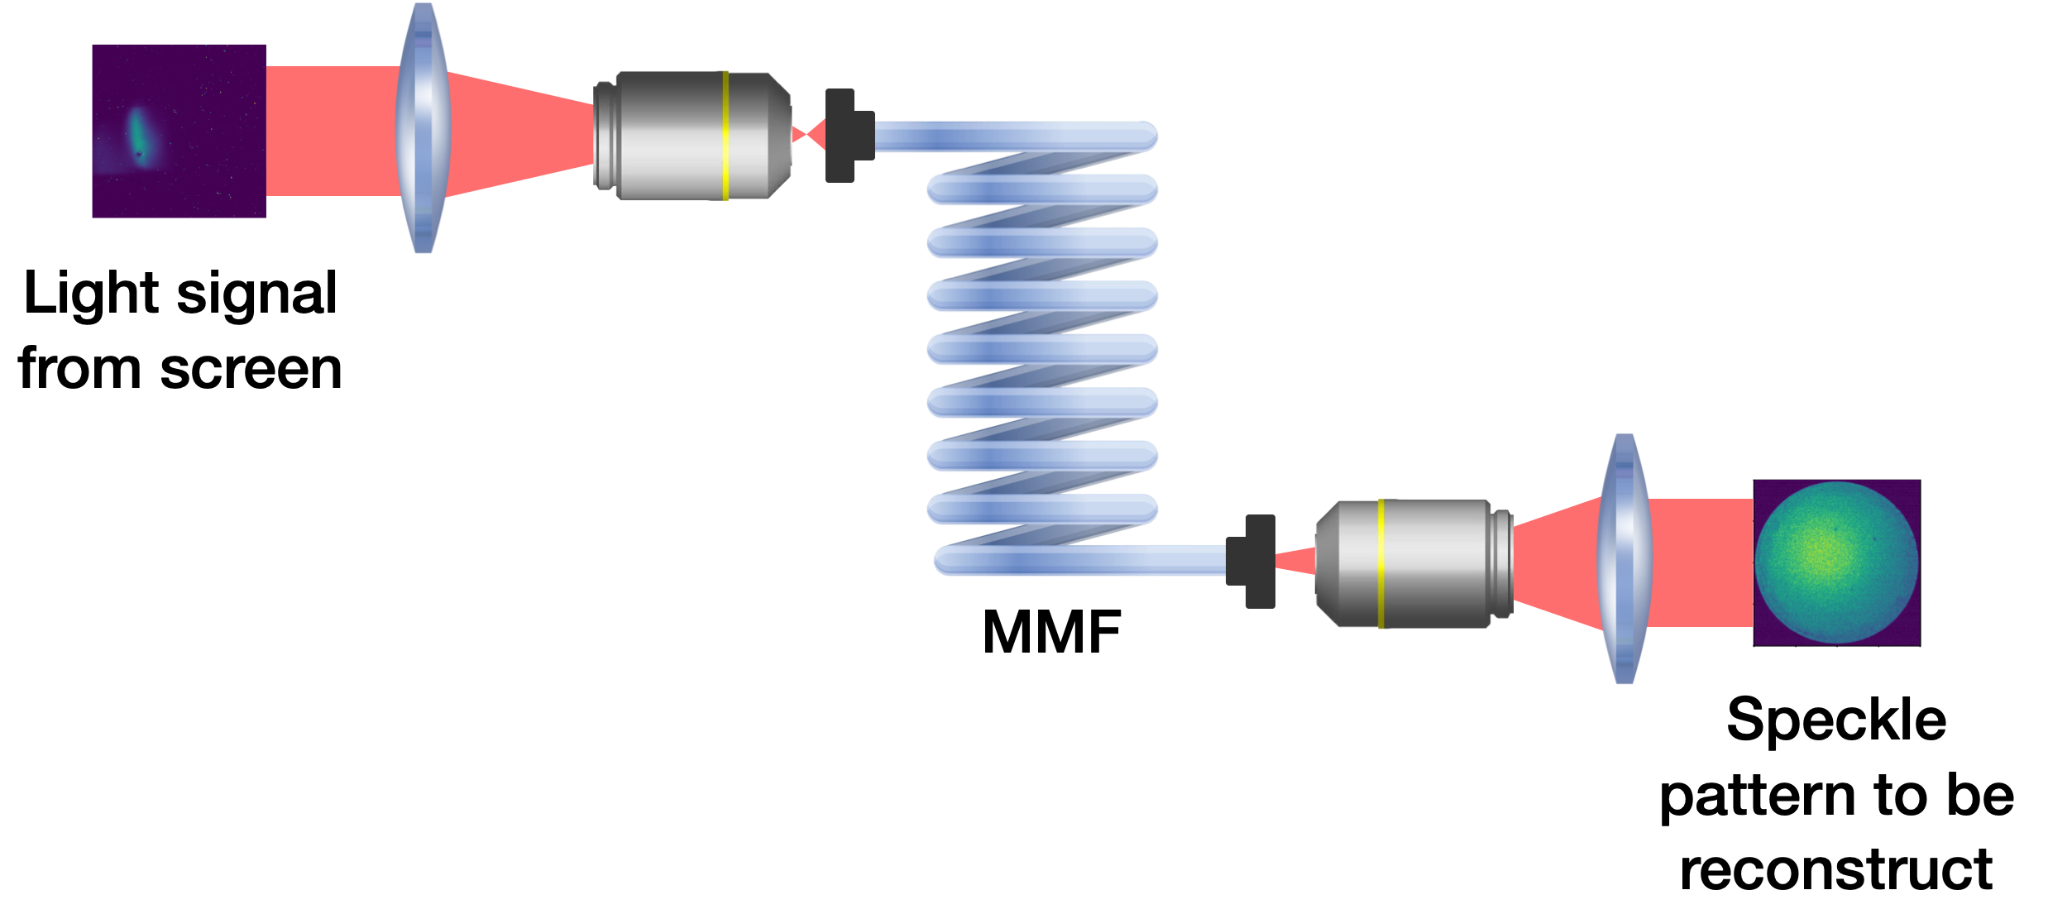 Light signal
from screen
MMF
Speckle
pattern to be
reconstruct